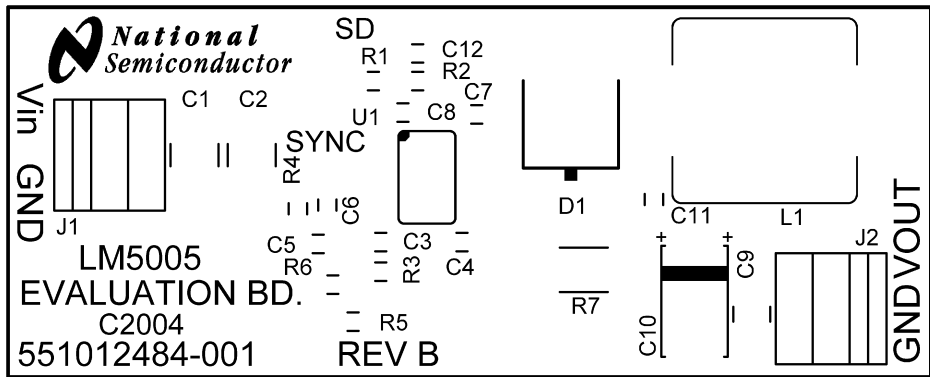 National
Semiconductor
SD
R1
C12
R2
C7
C8
U1
C1
C2
SYNC
R4
Vin
GND
J1
C6
C5
R6
C3
R3
C4
R5
D1
R7
C11
L1
C9
C10
J2
GND VOUT
LM5005
EVALUATION BD.
C2004
551012484-001
REV B